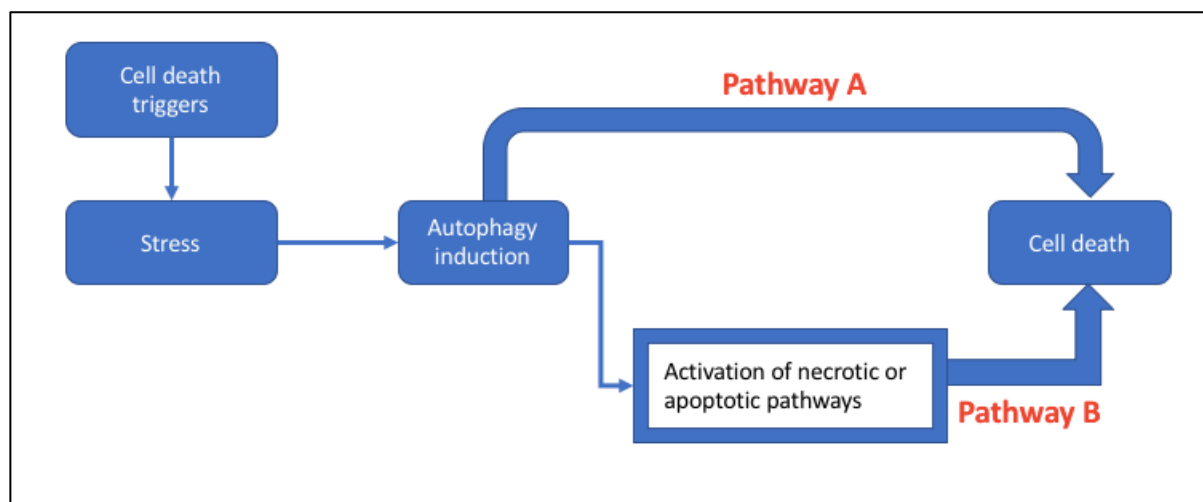 Cell death
triggers
Pathway A
Stress
Autophagy
induction
Cell death
Activation of necrotic or
apoptotic pathways
Pathway B